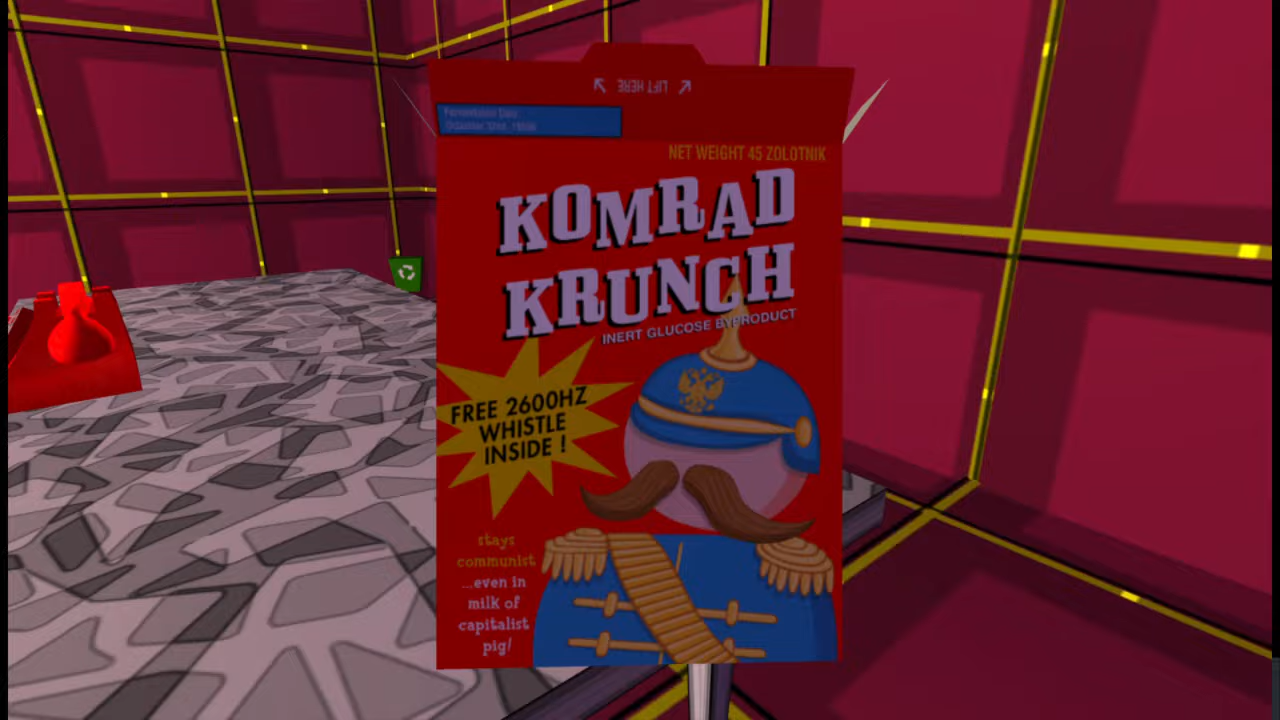 LIFT HERE
NET WEIGHT 45 ZOLOTNIK
KOMRAD
KRUNCH
INERT GLUCOSE BYPRODUCT
FREE 2600HZ
WHISTLE
INSIDE !
stays
communist
...even in
milk of
capitalist
pig!